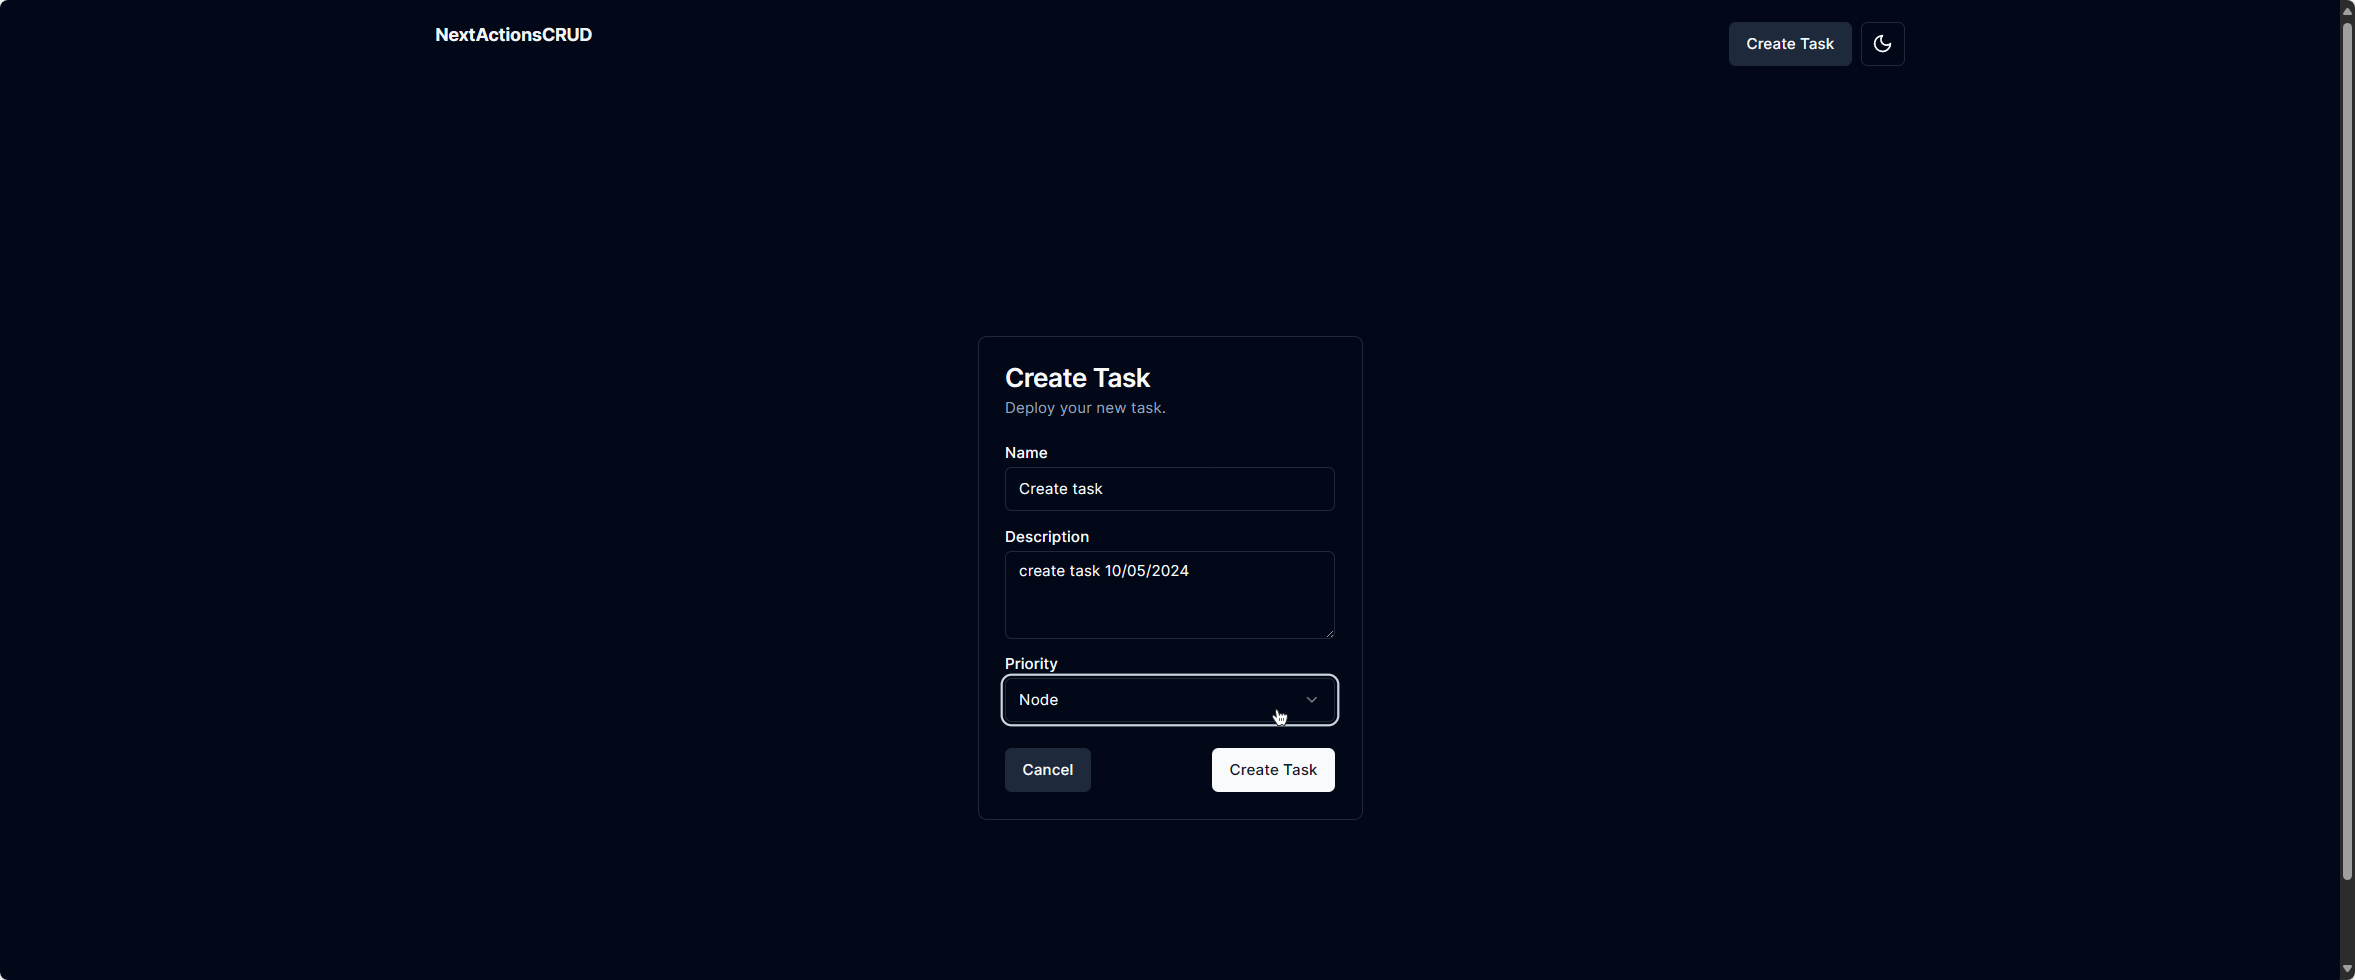 NextActionsCRUD
Create Task
Create Task
Deploy your new task.
Name
Create task
Description
create task 10/05/2024
Priority
Node
Cancel
Create Task